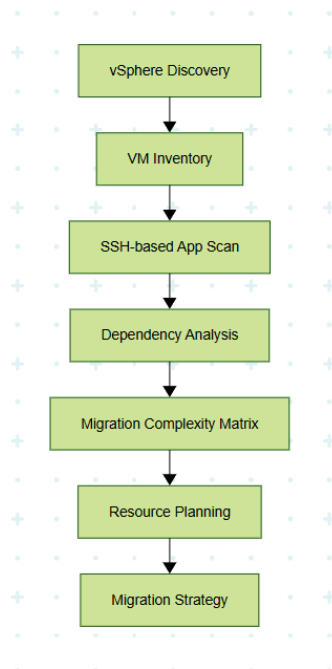 vSphere Discovery
VM Inventory
SSH-based App Scan
Dependency Analysis
Migration Complexity Matrix
Resource Planning
Migration Strategy